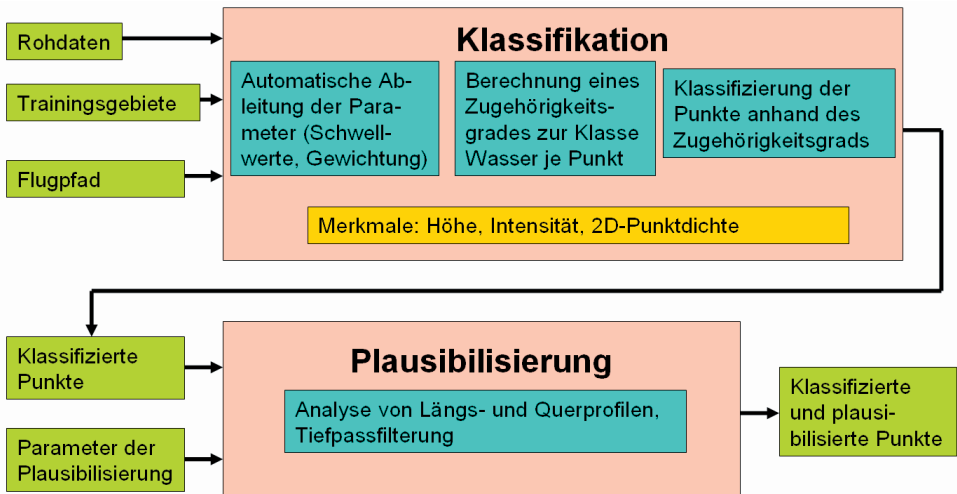 Rohdaten
Trainingsgebiete
Flugpfad
Klassifikation
Automatische Ab-
leitung der Para-
meter (Schwell-
werte, Gewichtung)
Berechnung eines
Zugehörigkeits-
grades zur Klasse
Wasser je Punkt
Klassifizierung der
Punkte anhand des
Zugehörigkeitsgrads
Merkmale: Höhe, Intensität, 2D-Punktdichte
Klassifizierte
Punkte
Parameter der
Plausibilisierung
Plausibilisierung
Analyse von Längs- und Querprofilen,
Tiefpassfilterung
Klassifizierte
und plausi-
bilisierte Punkte